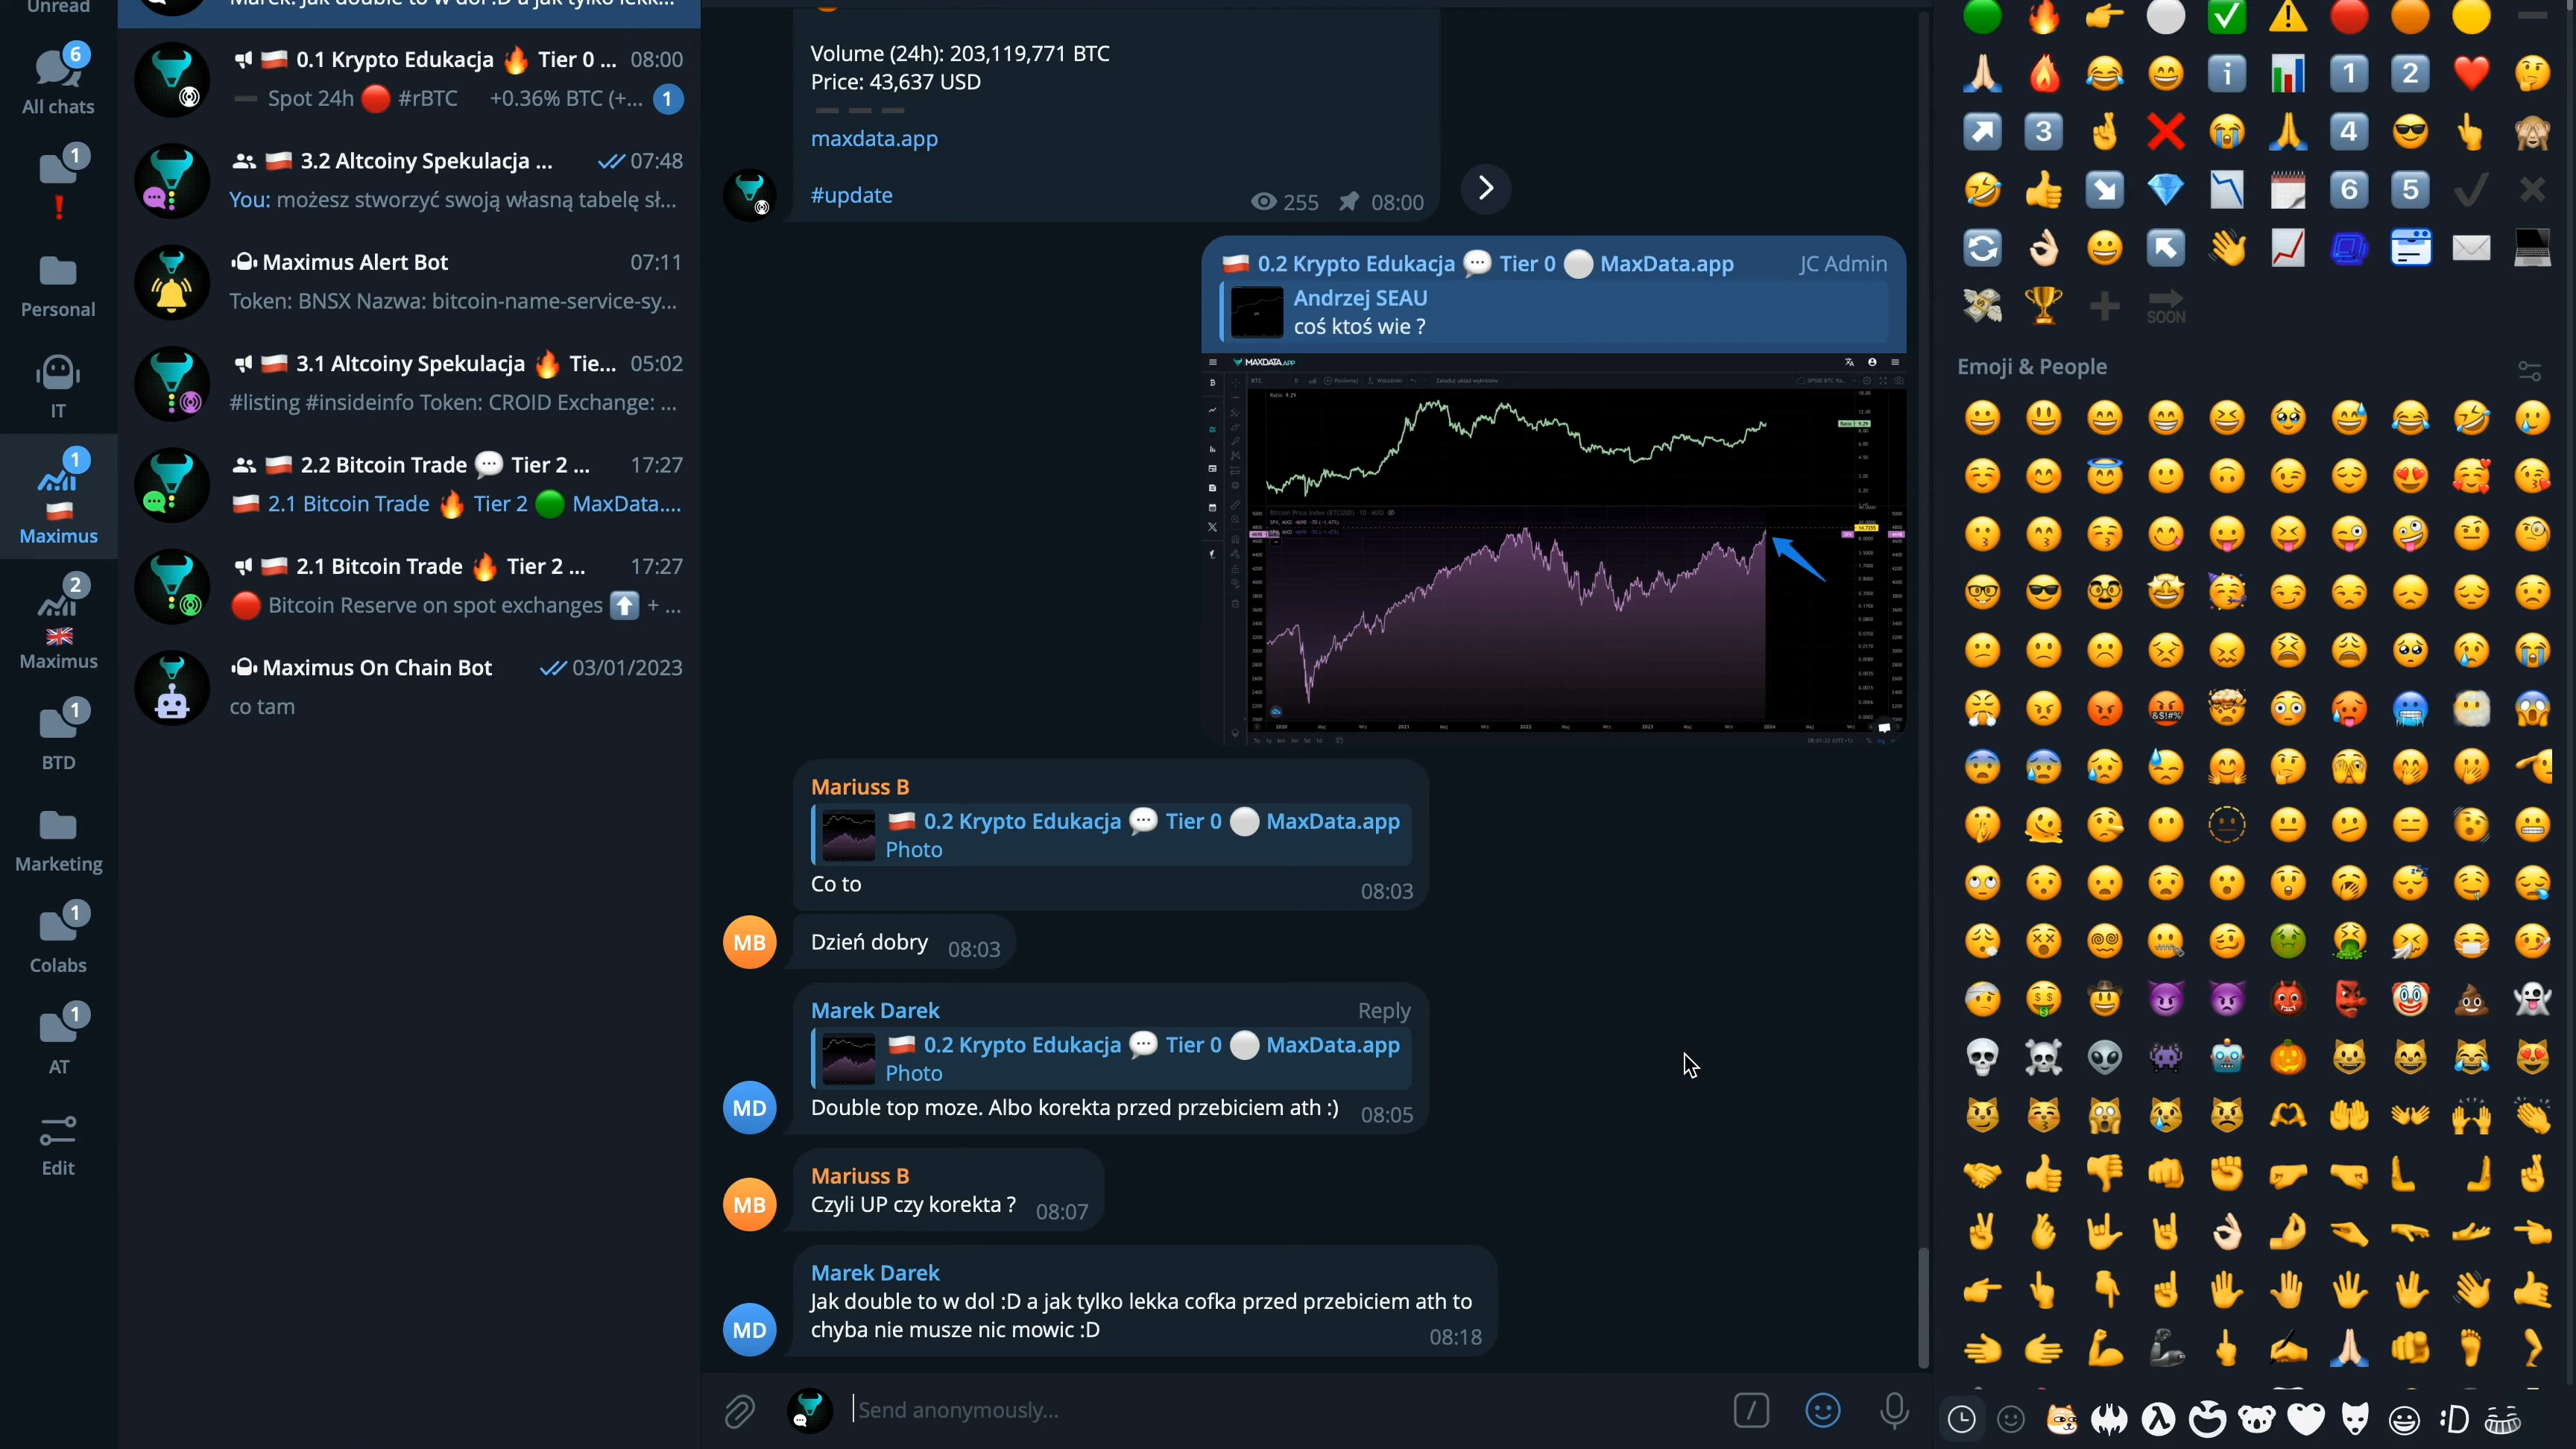 Unread
6
All chats
1
Personal
IT
1
Maximus
2
Maximus
1
BTD
Marketing
1
Colabs
1
AT
Edit
0.1 Krypto Edukacja 🔥 Tier 0 ... 08:00
Spot 24h 🔴 #rBTC +0.36% BTC (+... 1
3.2 Altcoiny Spekulacja ... 07:48
You: możesz stworzyć swoją własną tabelę sł...
Maximus Alert Bot 07:11
Token: BNSX Nazwa: bitcoin-name-service-sy...
3.1 Altcoiny Spekulacja 🔥 Tie... 05:02
#listing #insideinfo Token: CROID Exchange: ...
2.2 Bitcoin Trade 💬 Tier 2 ... 17:27
2.1 Bitcoin Trade 🔥 Tier 2 🟢 MaxData....
2.1 Bitcoin Trade 🔥 Tier 2 ... 17:27
🔴 Bitcoin Reserve on spot exchanges ⬆️ + ...
Maximus On Chain Bot 03/01/2023
co tam
Volume (24h): 203,119,771 BTC
Price: 43,637 USD
maxdata.app
#update
255 08:00
0.2 Krypto Edukacja 💬 Tier 0 ⚪ MaxData.app JC Admin
Andrzej SEAU
coś ktoś wie ?
MAXDATA.APP
Mariuss B
0.2 Krypto Edukacja 💬 Tier 0 ⚪ MaxData.app
Photo
Co to 08:03
MB
Dzień dobry 08:03
Marek Darek Reply
0.2 Krypto Edukacja 💬 Tier 0 ⚪ MaxData.app
Photo
MD
Double top moze. Albo korekta przed przebiciem ath :) 08:05
Mariuss B
MB
Czyli UP czy korekta ? 08:07
Marek Darek
Jak double to w dol :D a jak tylko lekka cofka przed przebiciem ath to
MD
chyba nie musze nic mowic :D 08:18
Send anonymously...
Emoji & People
SOON
:D